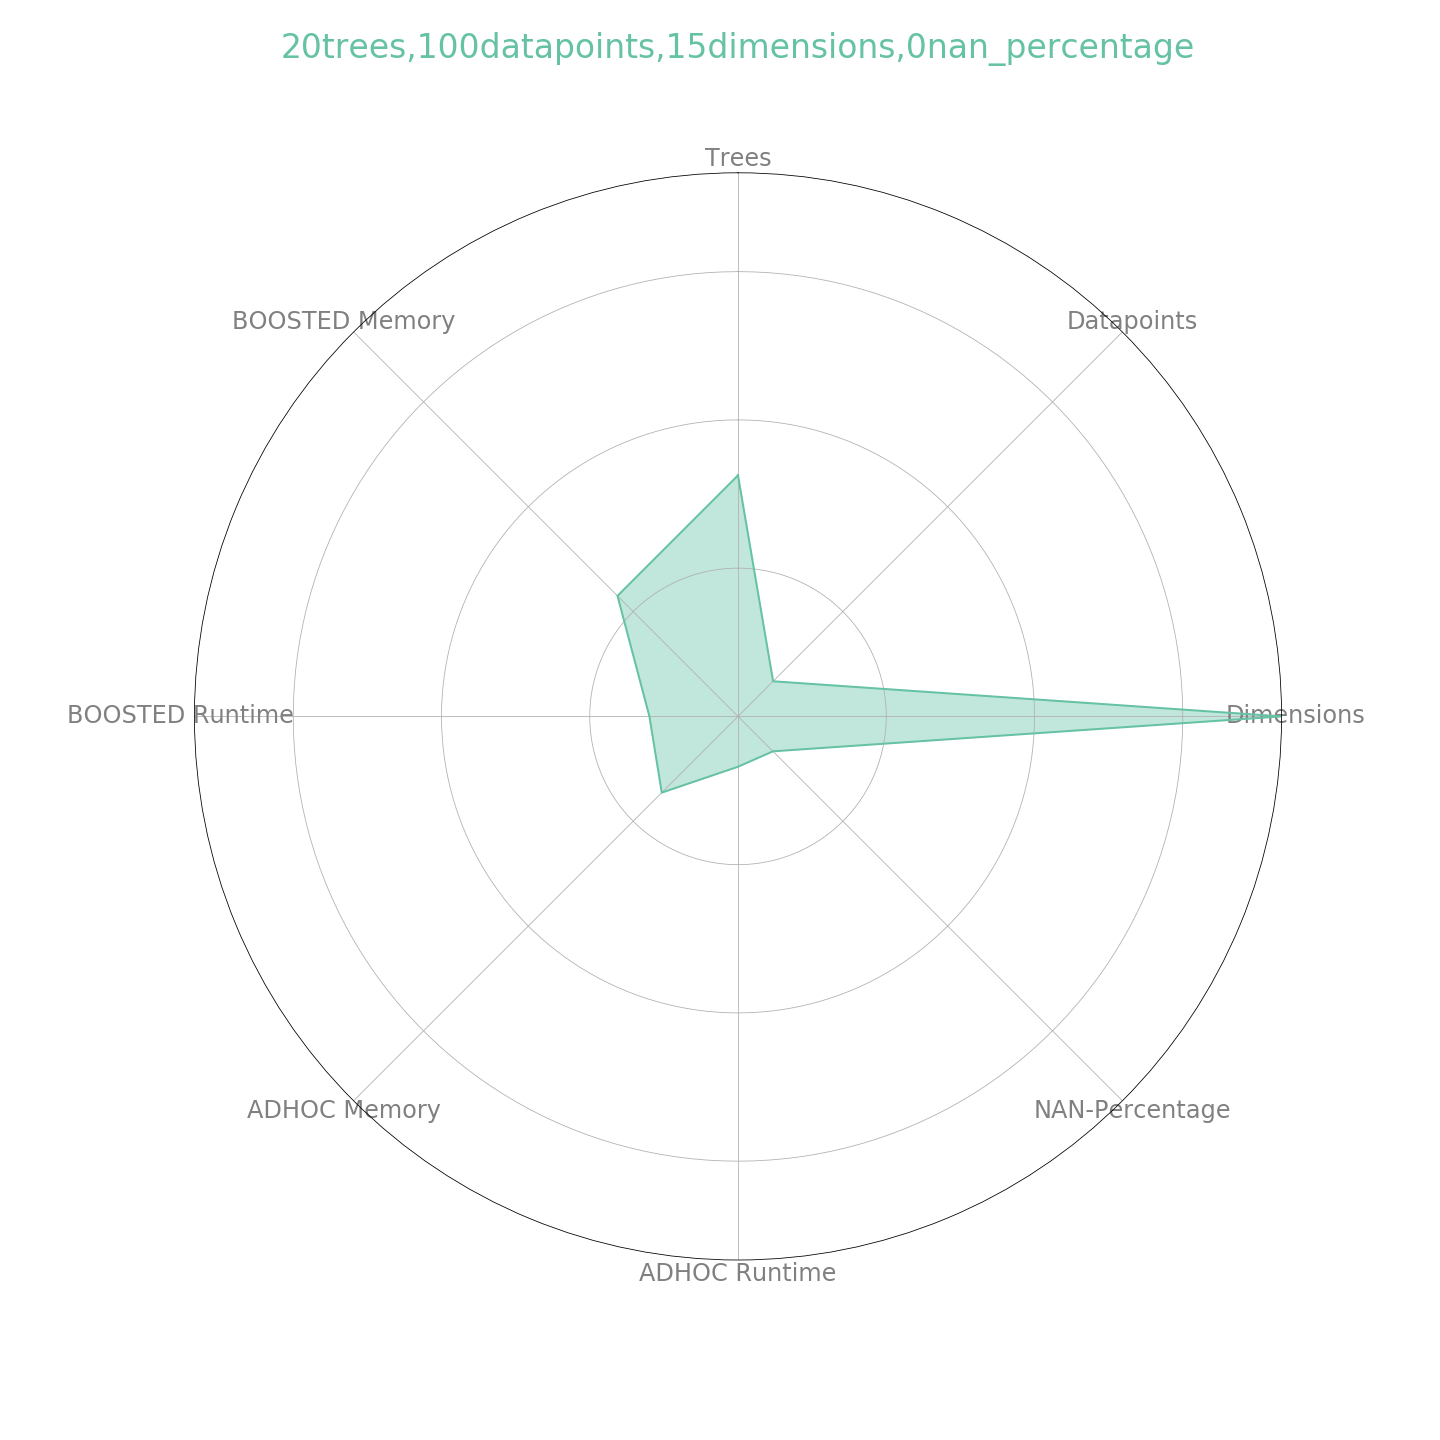 20trees,100datapoints,15dimensions,0nan_percentage
Trees
BOOSTED Memory
Datapoints
BOOSTED Runtime
Dimensions
ADHOC Memory
NAN-Percentage
ADHOC Runtime